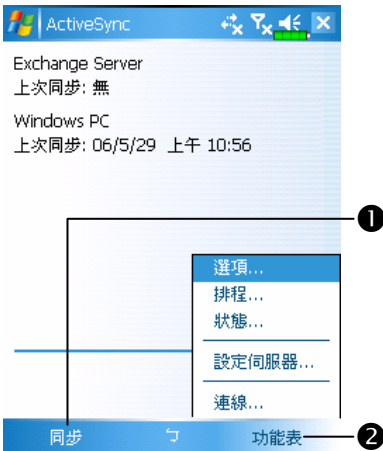 ActiveSync
Exchange Server
上次同步: 無
Windows PC
上次同步: 06/5/29 上午 10:56
❶
選項...
排程...
狀態...
設定伺服器...
連線...
同步 ㄅ 功能表 ❷